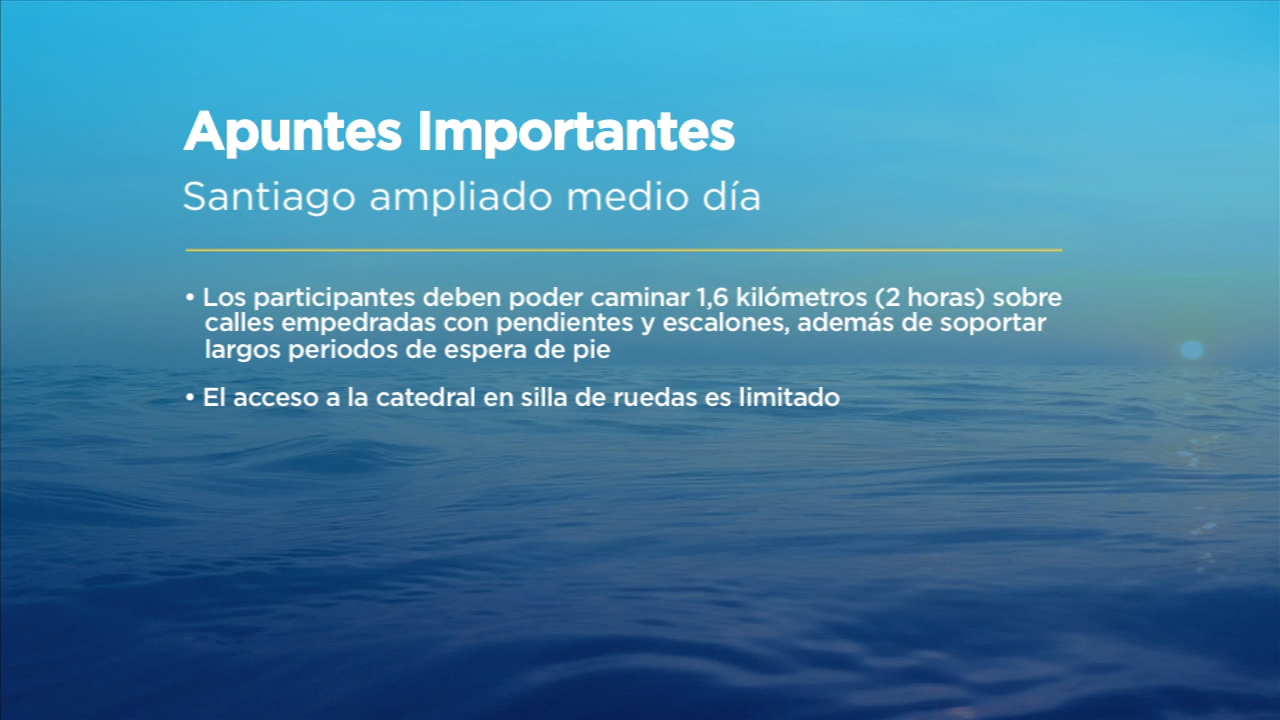 Apuntes Importantes
Santiago ampliado medio día
• Los participantes deben poder caminar 1,6 kilómetros (2 horas) sobre
calles empedradas con pendientes y escalones, además de soportar
largos periodos de espera de pie
• El acceso a la catedral en silla de ruedas es limitado